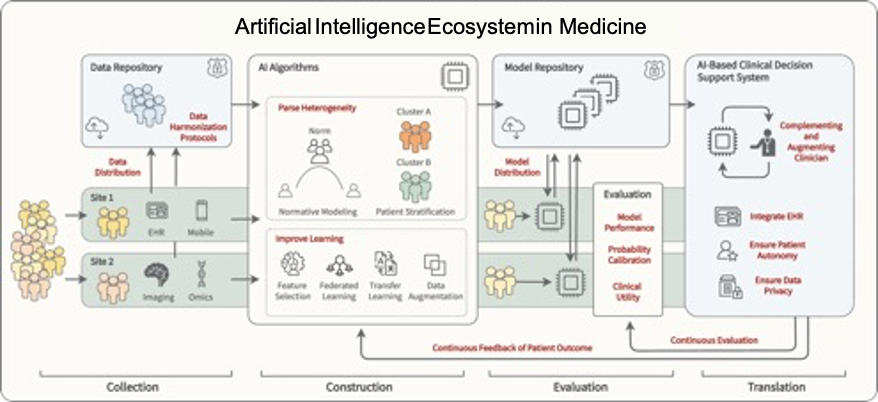 Artificial Intelligence Ecosystem in Medicine
Data Repository
Data
Harmonization
Protocols
Data
Distribution
Site 1
EHR
Mobile
Site 2
Imaging
Omics
AI Algorithms
Parse Heterogeneity
Norm
Normative Modeling
Cluster A
Cluster B
Patient Stratification
Improve Learning
Feature
Selection
Federated
Learning
Transfer
Learning
Data
Augmentation
Model Repository
Model
Distribution
Evaluation
Model
Performance
Probability
Calibration
Clinical
Utility
AI-Based Clinical Decision
Support System
Complementing
and
Augmenting
Clinician
Integrate EHR
Ensure Patient
Autonomy
Ensure Data
Privacy
Continuous Feedback of Patient Outcome
Continuous Evaluation
Collection
Construction
Evaluation
Translation